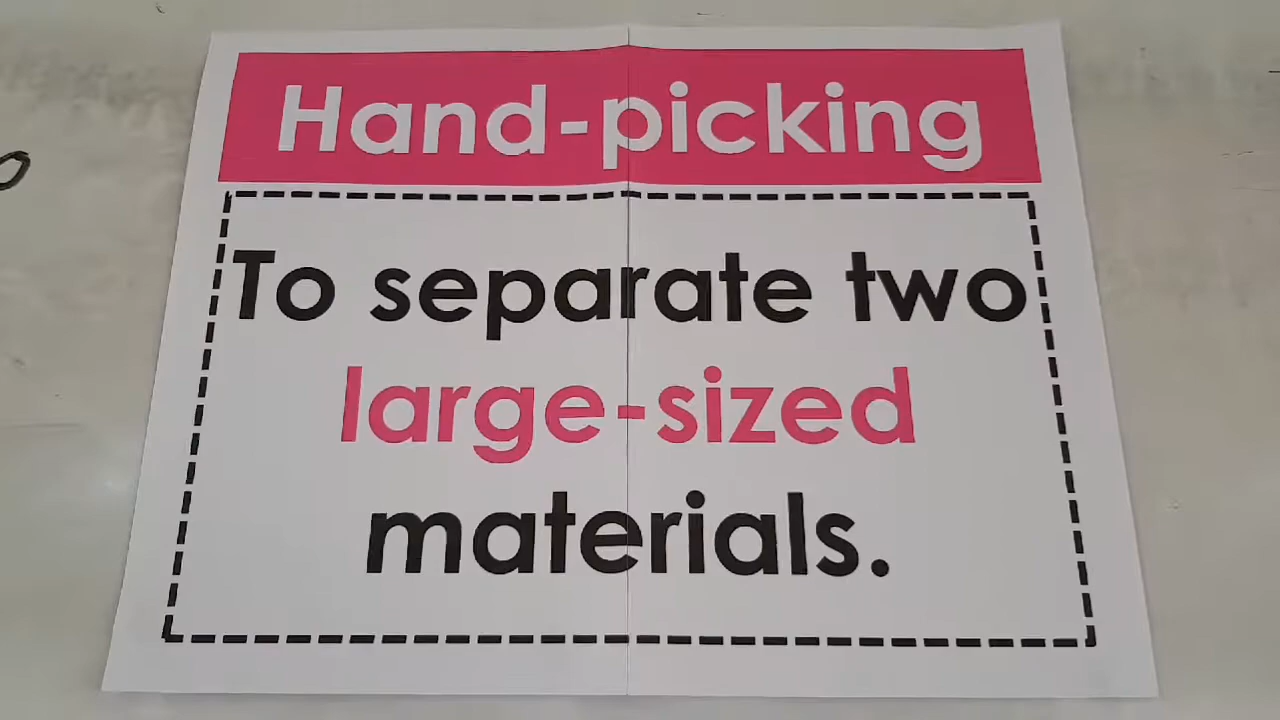 Hand-picking
To separate two
large-sized
materials.